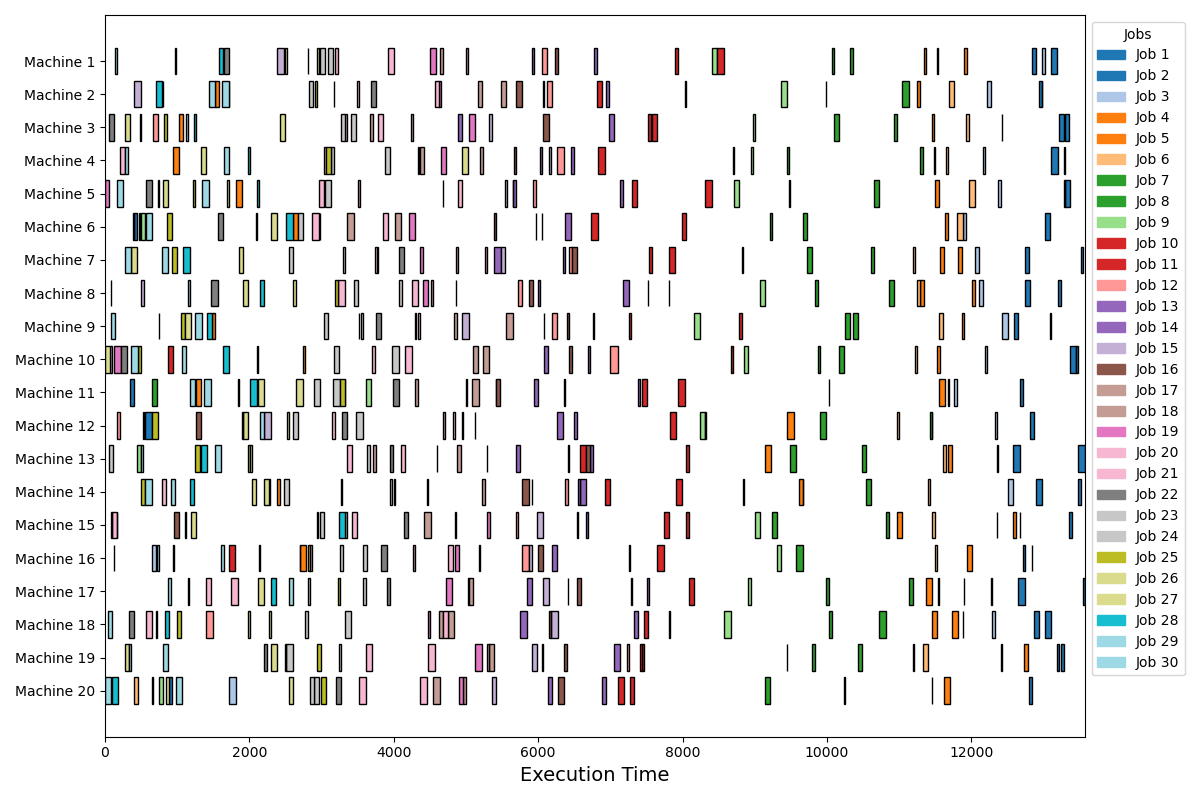 Machine 1
Machine 2
Machine 3
Machine 4
Machine 5
Machine 6
Machine 7
Machine 8
Machine 9
Machine 10
Machine 11
Machine 12
Machine 13
Machine 14
Machine 15
Machine 16
Machine 17
Machine 18
Machine 19
Machine 20
0 2000 4000 6000 8000 10000 12000
Execution Time
Jobs
Job 1
Job 2
Job 3
Job 4
Job 5
Job 6
Job 7
Job 8
Job 9
Job 10
Job 11
Job 12
Job 13
Job 14
Job 15
Job 16
Job 17
Job 18
Job 19
Job 20
Job 21
Job 22
Job 23
Job 24
Job 25
Job 26
Job 27
Job 28
Job 29
Job 30